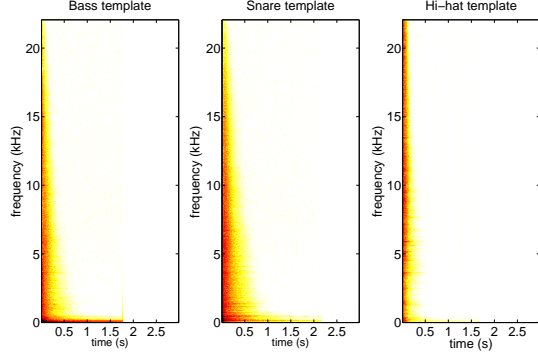 Bass template
Snare template
Hi-hat template
frequency (kHz)
20
15
10
5
0
0.5 1 1.5 2 2.5
time (s)
frequency (kHz)
20
15
10
5
0
0.5 1 1.5 2 2.5
time (s)
frequency (kHz)
20
15
10
5
0
0.5 1 1.5 2 2.5
time (s)